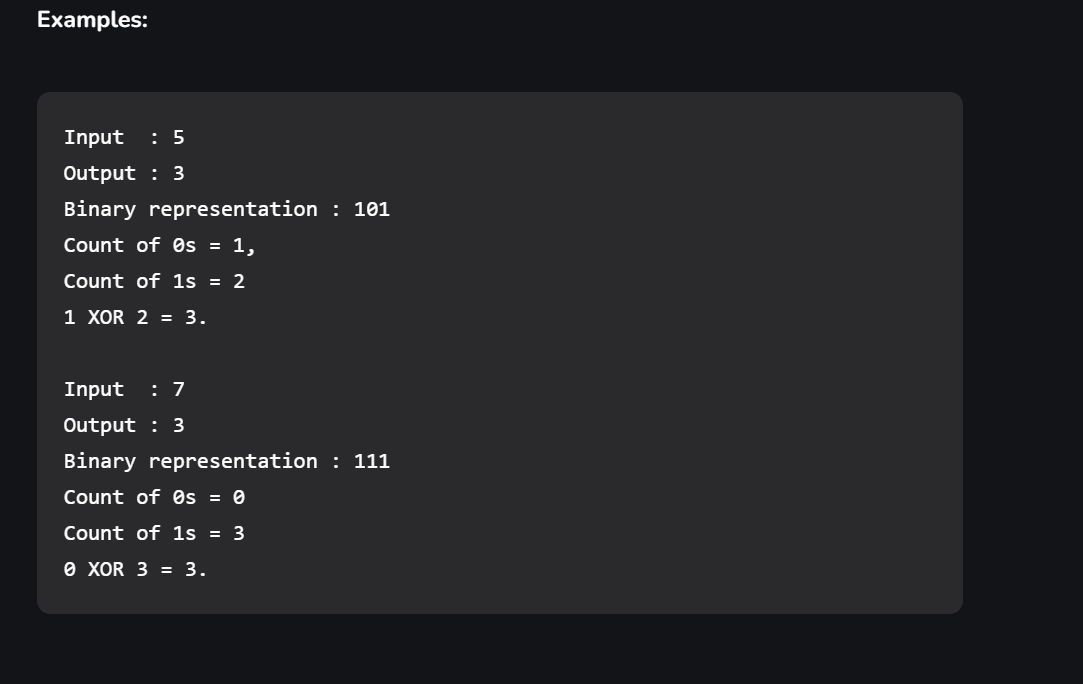 Examples:
Input  : 5
Output : 3
Binary representation : 101
Count of 0s = 1,
Count of 1s = 2
1 XOR 2 = 3.
Input  : 7
Output : 3
Binary representation : 111
Count of 0s = 0
Count of 1s = 3
0 XOR 3 = 3.